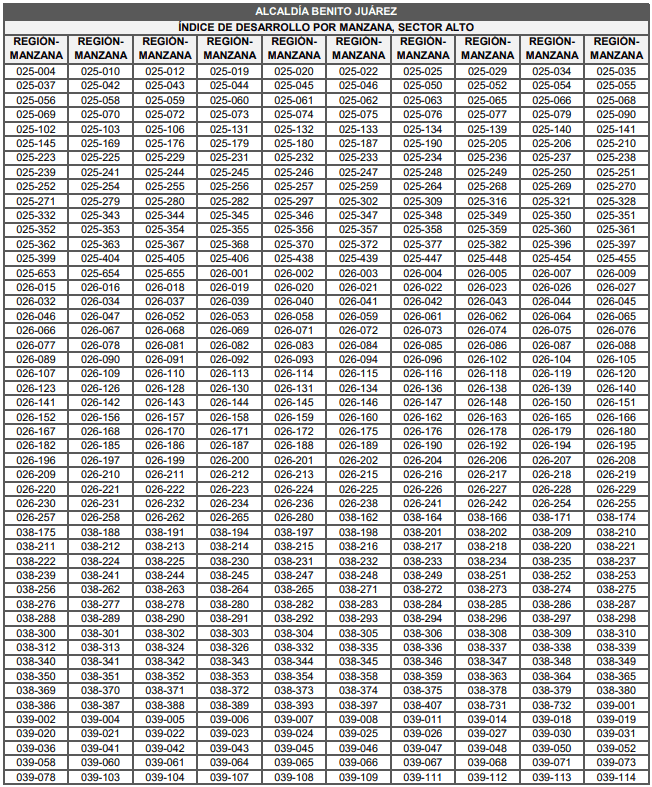 ALCALDÍA BENITO JUÁREZ
ÍNDICE DE DESARROLLO POR MANZANA, SECTOR ALTO
REGIÓN-MANZANA REGIÓN-MANZANA REGIÓN-MANZANA REGIÓN-MANZANA REGIÓN-MANZANA REGIÓN-MANZANA REGIÓN-MANZANA REGIÓN-MANZANA REGIÓN-MANZANA REGIÓN-MANZANA
025-004 025-010 025-012 025-019 025-020 025-022 025-025 025-029 025-034 025-035
025-037 025-042 025-043 025-044 025-045 025-046 025-050 025-052 025-054 025-055
025-056 025-058 025-059 025-060 025-061 025-062 025-063 025-065 025-066 025-068
025-069 025-070 025-072 025-073 025-074 025-075 025-076 025-077 025-079 025-090
025-102 025-103 025-106 025-131 025-132 025-133 025-134 025-139 025-140 025-141
025-145 025-169 025-176 025-179 025-180 025-187 025-190 025-205 025-206 025-210
025-223 025-225 025-229 025-231 025-232 025-233 025-234 025-236 025-237 025-238
025-239 025-241 025-244 025-245 025-246 025-247 025-248 025-249 025-250 025-251
025-252 025-254 025-255 025-256 025-257 025-259 025-264 025-268 025-269 025-270
025-271 025-279 025-280 025-282 025-297 025-302 025-309 025-316 025-321 025-328
025-332 025-343 025-344 025-345 025-346 025-347 025-348 025-349 025-350 025-351
025-352 025-353 025-354 025-355 025-356 025-357 025-358 025-359 025-360 025-361
025-362 025-363 025-367 025-368 025-370 025-372 025-377 025-382 025-396 025-397
025-399 025-404 025-405 025-406 025-438 025-439 025-447 025-448 025-454 025-455
025-653 025-654 025-655 026-001 026-002 026-003 026-004 026-005 026-007 026-009
026-015 026-016 026-018 026-019 026-020 026-021 026-022 026-023 026-026 026-027
026-032 026-034 026-037 026-039 026-040 026-041 026-042 026-043 026-044 026-045
026-046 026-047 026-052 026-053 026-058 026-059 026-061 026-062 026-064 026-065
026-066 026-067 026-068 026-069 026-071 026-072 026-073 026-074 026-075 026-076
026-077 026-078 026-081 026-082 026-083 026-084 026-085 026-086 026-087 026-088
026-089 026-090 026-091 026-092 026-093 026-094 026-096 026-102 026-104 026-105
026-107 026-109 026-110 026-113 026-114 026-115 026-116 026-118 026-119 026-120
026-123 026-126 026-128 026-130 026-131 026-134 026-136 026-138 026-139 026-140
026-141 026-142 026-143 026-144 026-145 026-146 026-147 026-148 026-150 026-151
026-152 026-156 026-157 026-158 026-159 026-160 026-162 026-163 026-165 026-166
026-167 026-168 026-170 026-171 026-172 026-175 026-176 026-178 026-179 026-180
026-182 026-185 026-186 026-187 026-188 026-189 026-190 026-192 026-194 026-195
026-196 026-197 026-199 026-200 026-201 026-202 026-204 026-206 026-207 026-208
026-209 026-210 026-211 026-212 026-213 026-215 026-216 026-217 026-218 026-219
026-220 026-221 026-222 026-223 026-224 026-225 026-226 026-227 026-228 026-229
026-230 026-231 026-232 026-234 026-236 026-238 026-241 026-242 026-254 026-255
026-257 026-258 026-262 026-265 026-280 038-162 038-164 038-166 038-171 038-174
038-175 038-188 038-191 038-194 038-197 038-198 038-201 038-202 038-209 038-210
038-211 038-212 038-213 038-214 038-215 038-216 038-217 038-218 038-220 038-221
038-222 038-224 038-225 038-230 038-231 038-232 038-233 038-234 038-235 038-237
038-239 038-241 038-244 038-245 038-247 038-248 038-249 038-251 038-252 038-253
038-256 038-262 038-263 038-264 038-265 038-271 038-272 038-273 038-274 038-275
038-276 038-277 038-278 038-280 038-282 038-283 038-284 038-285 038-286 038-287
038-288 038-289 038-290 038-291 038-292 038-293 038-294 038-296 038-297 038-298
038-300 038-301 038-302 038-303 038-304 038-305 038-306 038-308 038-309 038-310
038-312 038-313 038-324 038-326 038-332 038-335 038-336 038-337 038-338 038-339
038-340 038-341 038-342 038-343 038-344 038-345 038-346 038-347 038-348 038-349
038-350 038-351 038-352 038-353 038-354 038-358 038-359 038-363 038-364 038-365
038-369 038-370 038-371 038-372 038-373 038-374 038-375 038-378 038-379 038-380
038-386 038-387 038-388 038-389 038-393 038-397 038-407 038-731 038-732 039-001
039-002 039-004 039-005 039-006 039-007 039-008 039-011 039-014 039-018 039-019
039-020 039-021 039-022 039-023 039-024 039-025 039-026 039-027 039-030 039-031
039-036 039-041 039-042 039-043 039-045 039-046 039-047 039-048 039-050 039-052
039-058 039-060 039-061 039-064 039-065 039-066 039-067 039-068 039-071 039-073
039-078 039-103 039-104 039-107 039-108 039-109 039-111 039-112 039-113 039-114